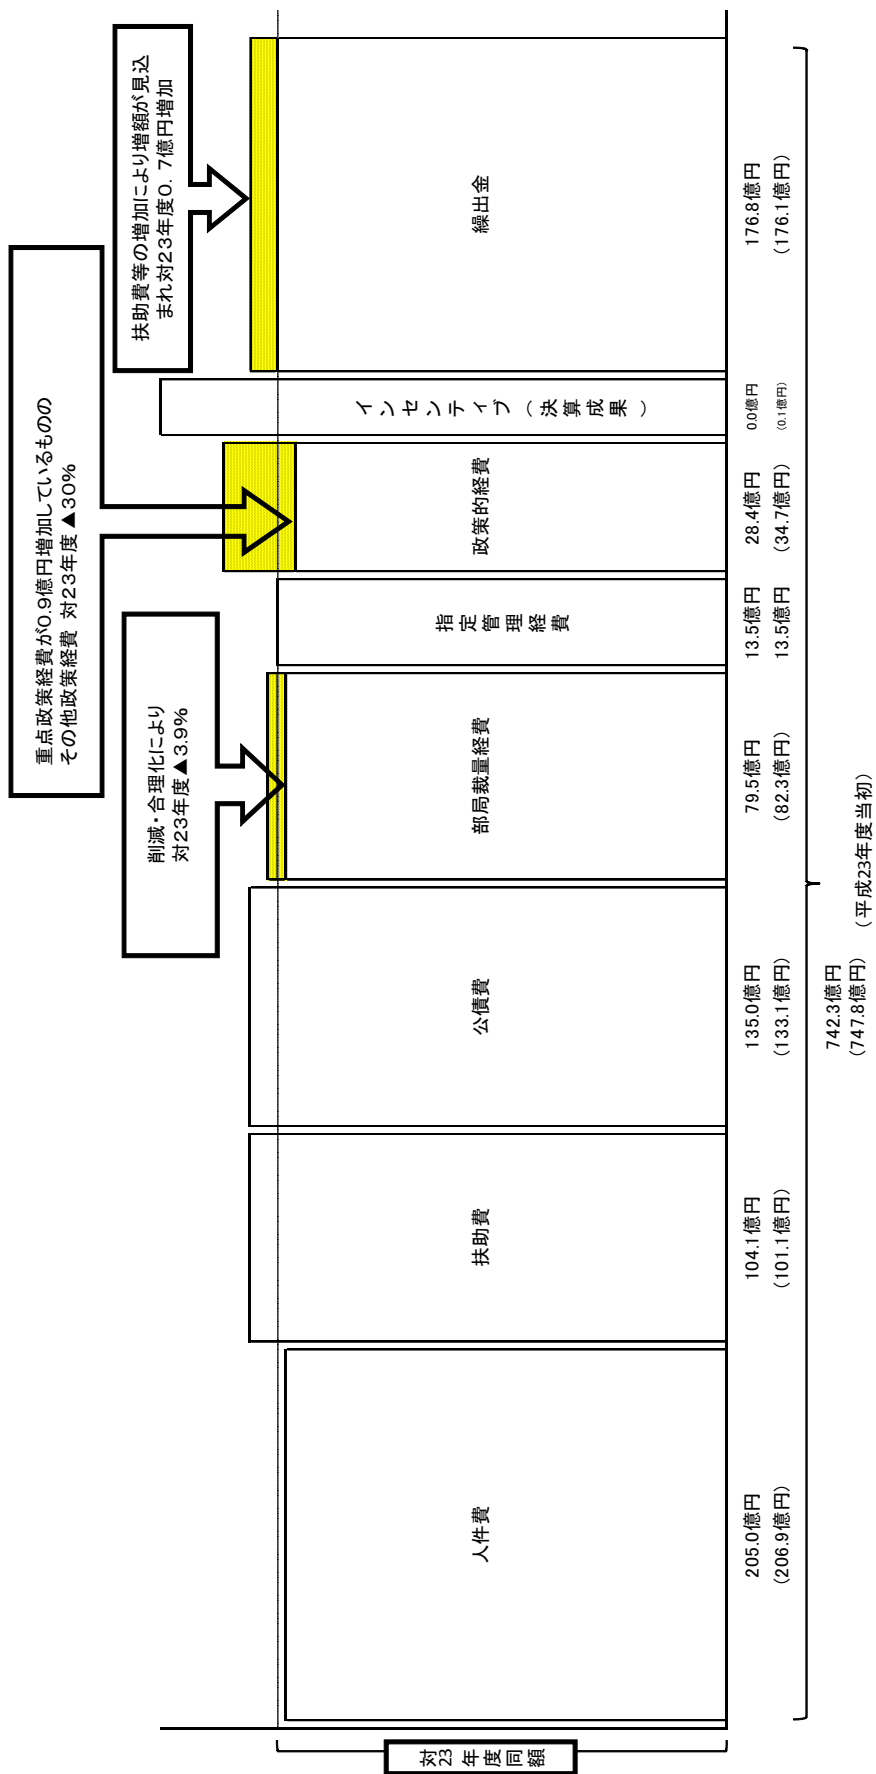 重点政策経費が0.9億円増加しているものの
その他政策経費 対23年度 ▲30%
扶助費等の増加により増額が見込
まれ対23年度0.7億円増加
削減・合理化により
対23年度▲3.9%
対23年度同額
人件費
扶助費
公債費
部局裁量経費
指定管理経費
政策的経費
インセンティブ(決算成果)
繰出金
205.0億円
(206.9億円)
104.1億円
(101.1億円)
135.0億円
(133.1億円)
79.5億円
(82.3億円)
13.5億円
13.5億円
28.4億円
(34.7億円)
0.0億円
(0.1億円)
176.8億円
(176.1億円)
742.3億円
(747.8億円)
(平成23年度当初)